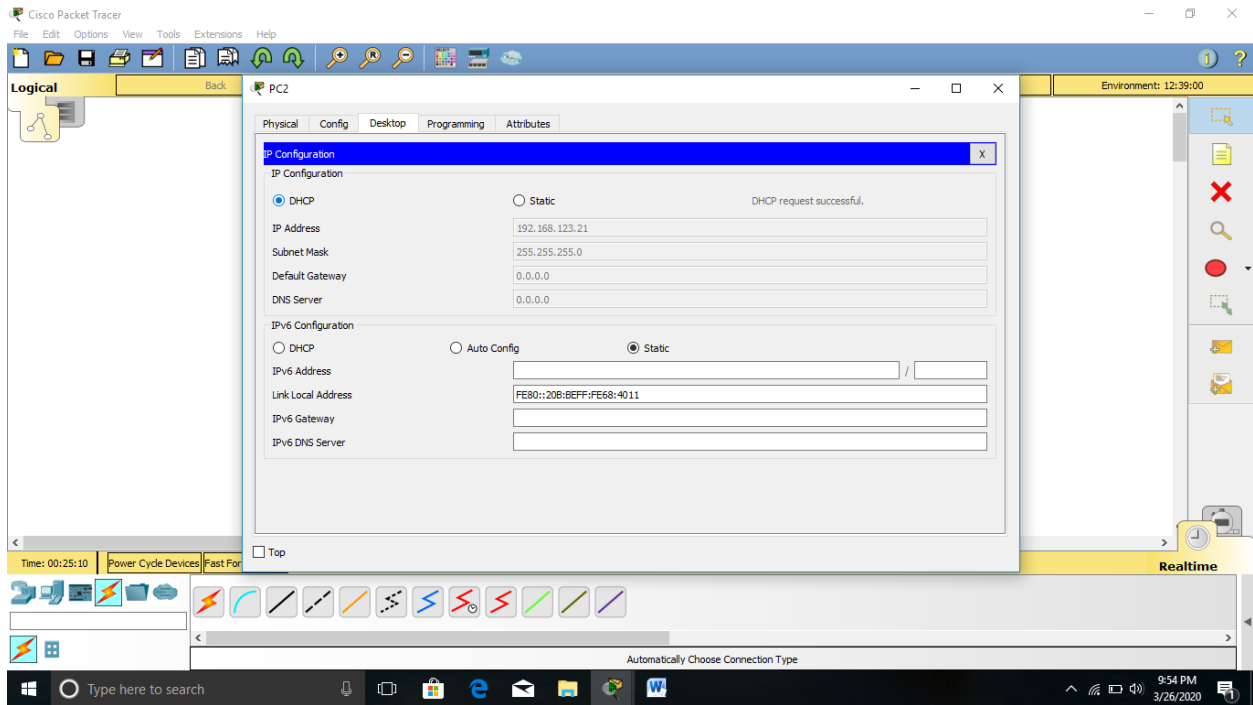 Cisco Packet Tracer
File Edit Options View Tools Extensions Help
Logical
Back
Environment: 12:39:00
PC2
Physical Config Desktop Programming Attributes
IP Configuration
X
IP Configuration
DHCP Static DHCP request successful.
IP Address 192.168.123.21
Subnet Mask 255.255.255.0
Default Gateway 0.0.0.0
DNS Server 0.0.0.0
IPv6 Configuration
DHCP Auto Config Static
IPv6 Address /
Link Local Address FE80::20B:BEFF:FE68:4011
IPv6 Gateway
IPv6 DNS Server
Top
Time: 00:25:10 Power Cycle Devices Fast For
Realtime
Automatically Choose Connection Type
Type here to search
9:54 PM
3/26/2020